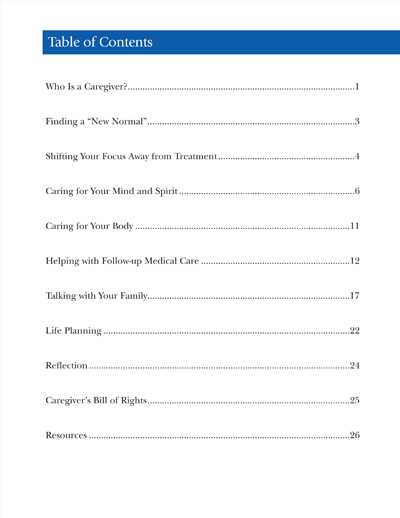 Table of Contents
Who Is a Caregiver?..............................................................................................1
Finding a “New Normal”......................................................................................3
Shifting Your Focus Away from Treatment.........................................................4
Caring for Your Mind and Spirit.........................................................................6
Caring for Your Body .........................................................................................11
Helping with Follow-up Medical Care ..............................................................12
Talking with Your Family....................................................................................17
Life Planning ......................................................................................................22
Reflection ............................................................................................................24
Caregiver’s Bill of Rights....................................................................................25
Resources ............................................................................................................26